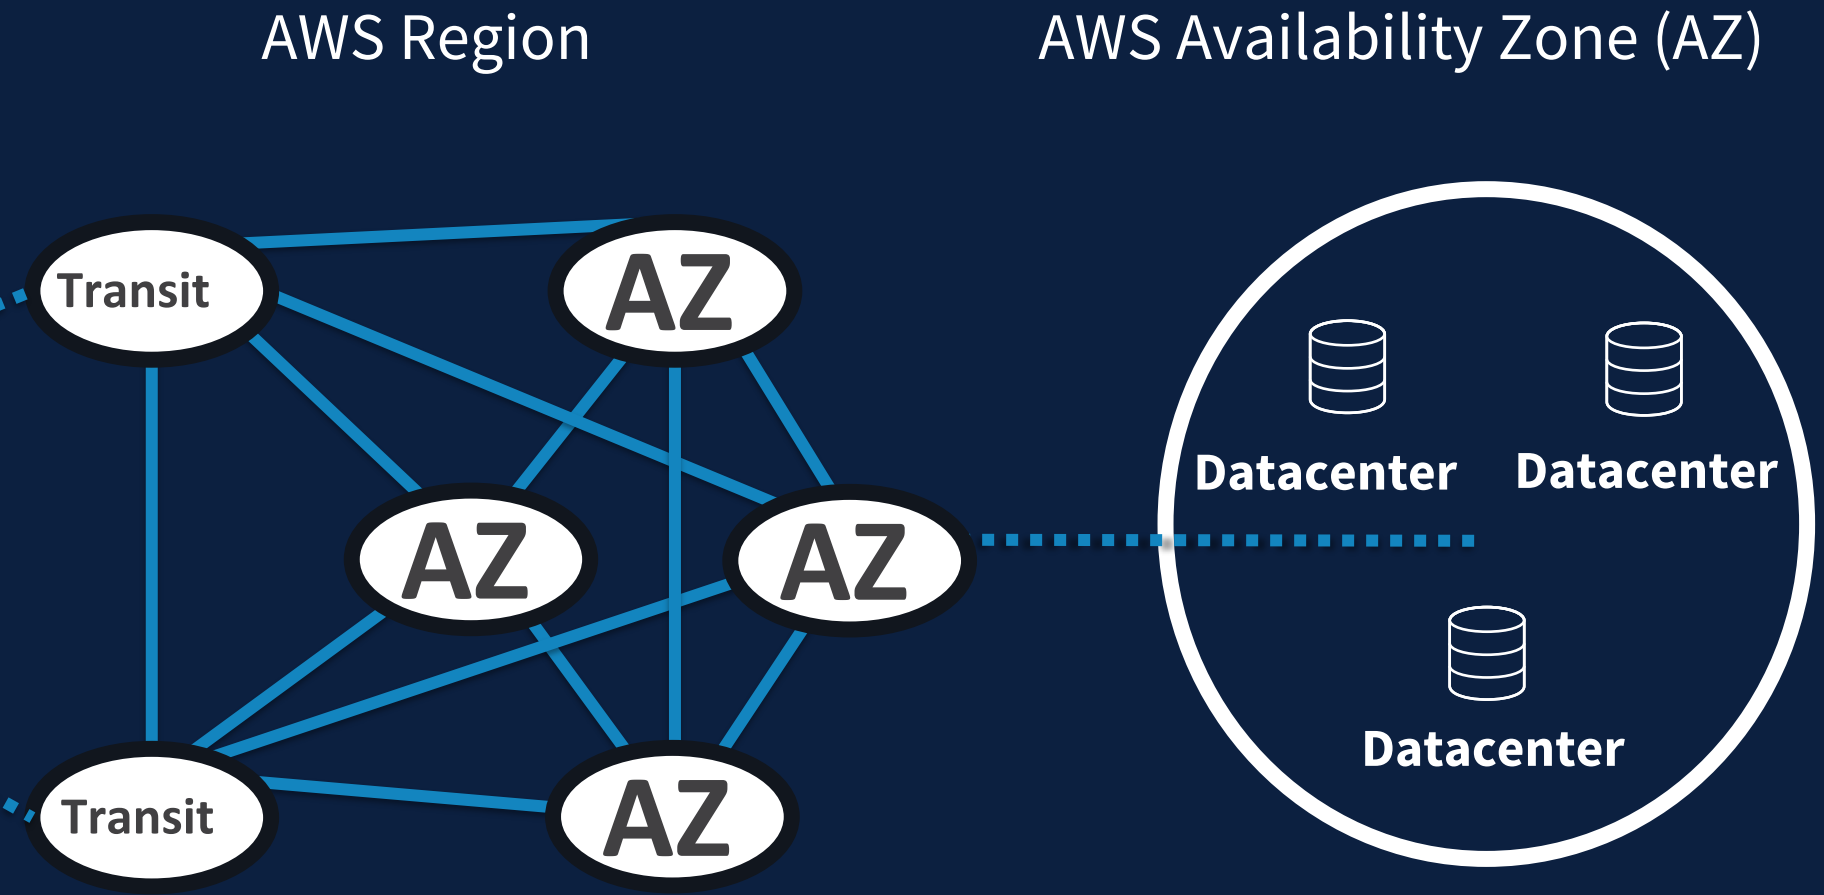 AWS Region
AWS Availability Zone (AZ)
Transit
AZ
AZ
AZ
Transit
AZ
Datacenter
Datacenter
Datacenter